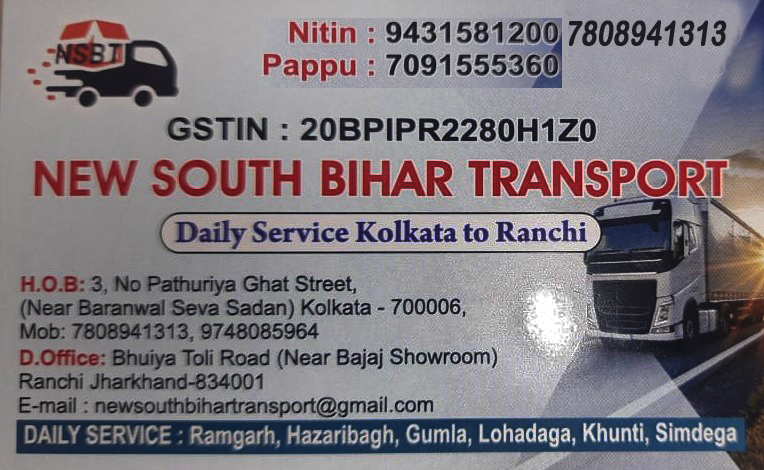 NSBT
Nitin : 9431581200 7808941313
Pappu : 7091555360
GSTIN : 20BPIPR2280H1Z0
NEW SOUTH BIHAR TRANSPORT
Daily Service Kolkata to Ranchi
H.O.B: 3, No Pathuriya Ghat Street,
(Near Baranwal Seva Sadan) Kolkata - 700006,
Mob: 7808941313, 9748085964
D.Office: Bhuiya Toli Road (Near Bajaj Showroom)
Ranchi Jharkhand-834001
E-mail : newsouthbihartransport@gmail.com
DAILY SERVICE : Ramgarh, Hazaribagh, Gumla, Lohadaga, Khunti, Simdega